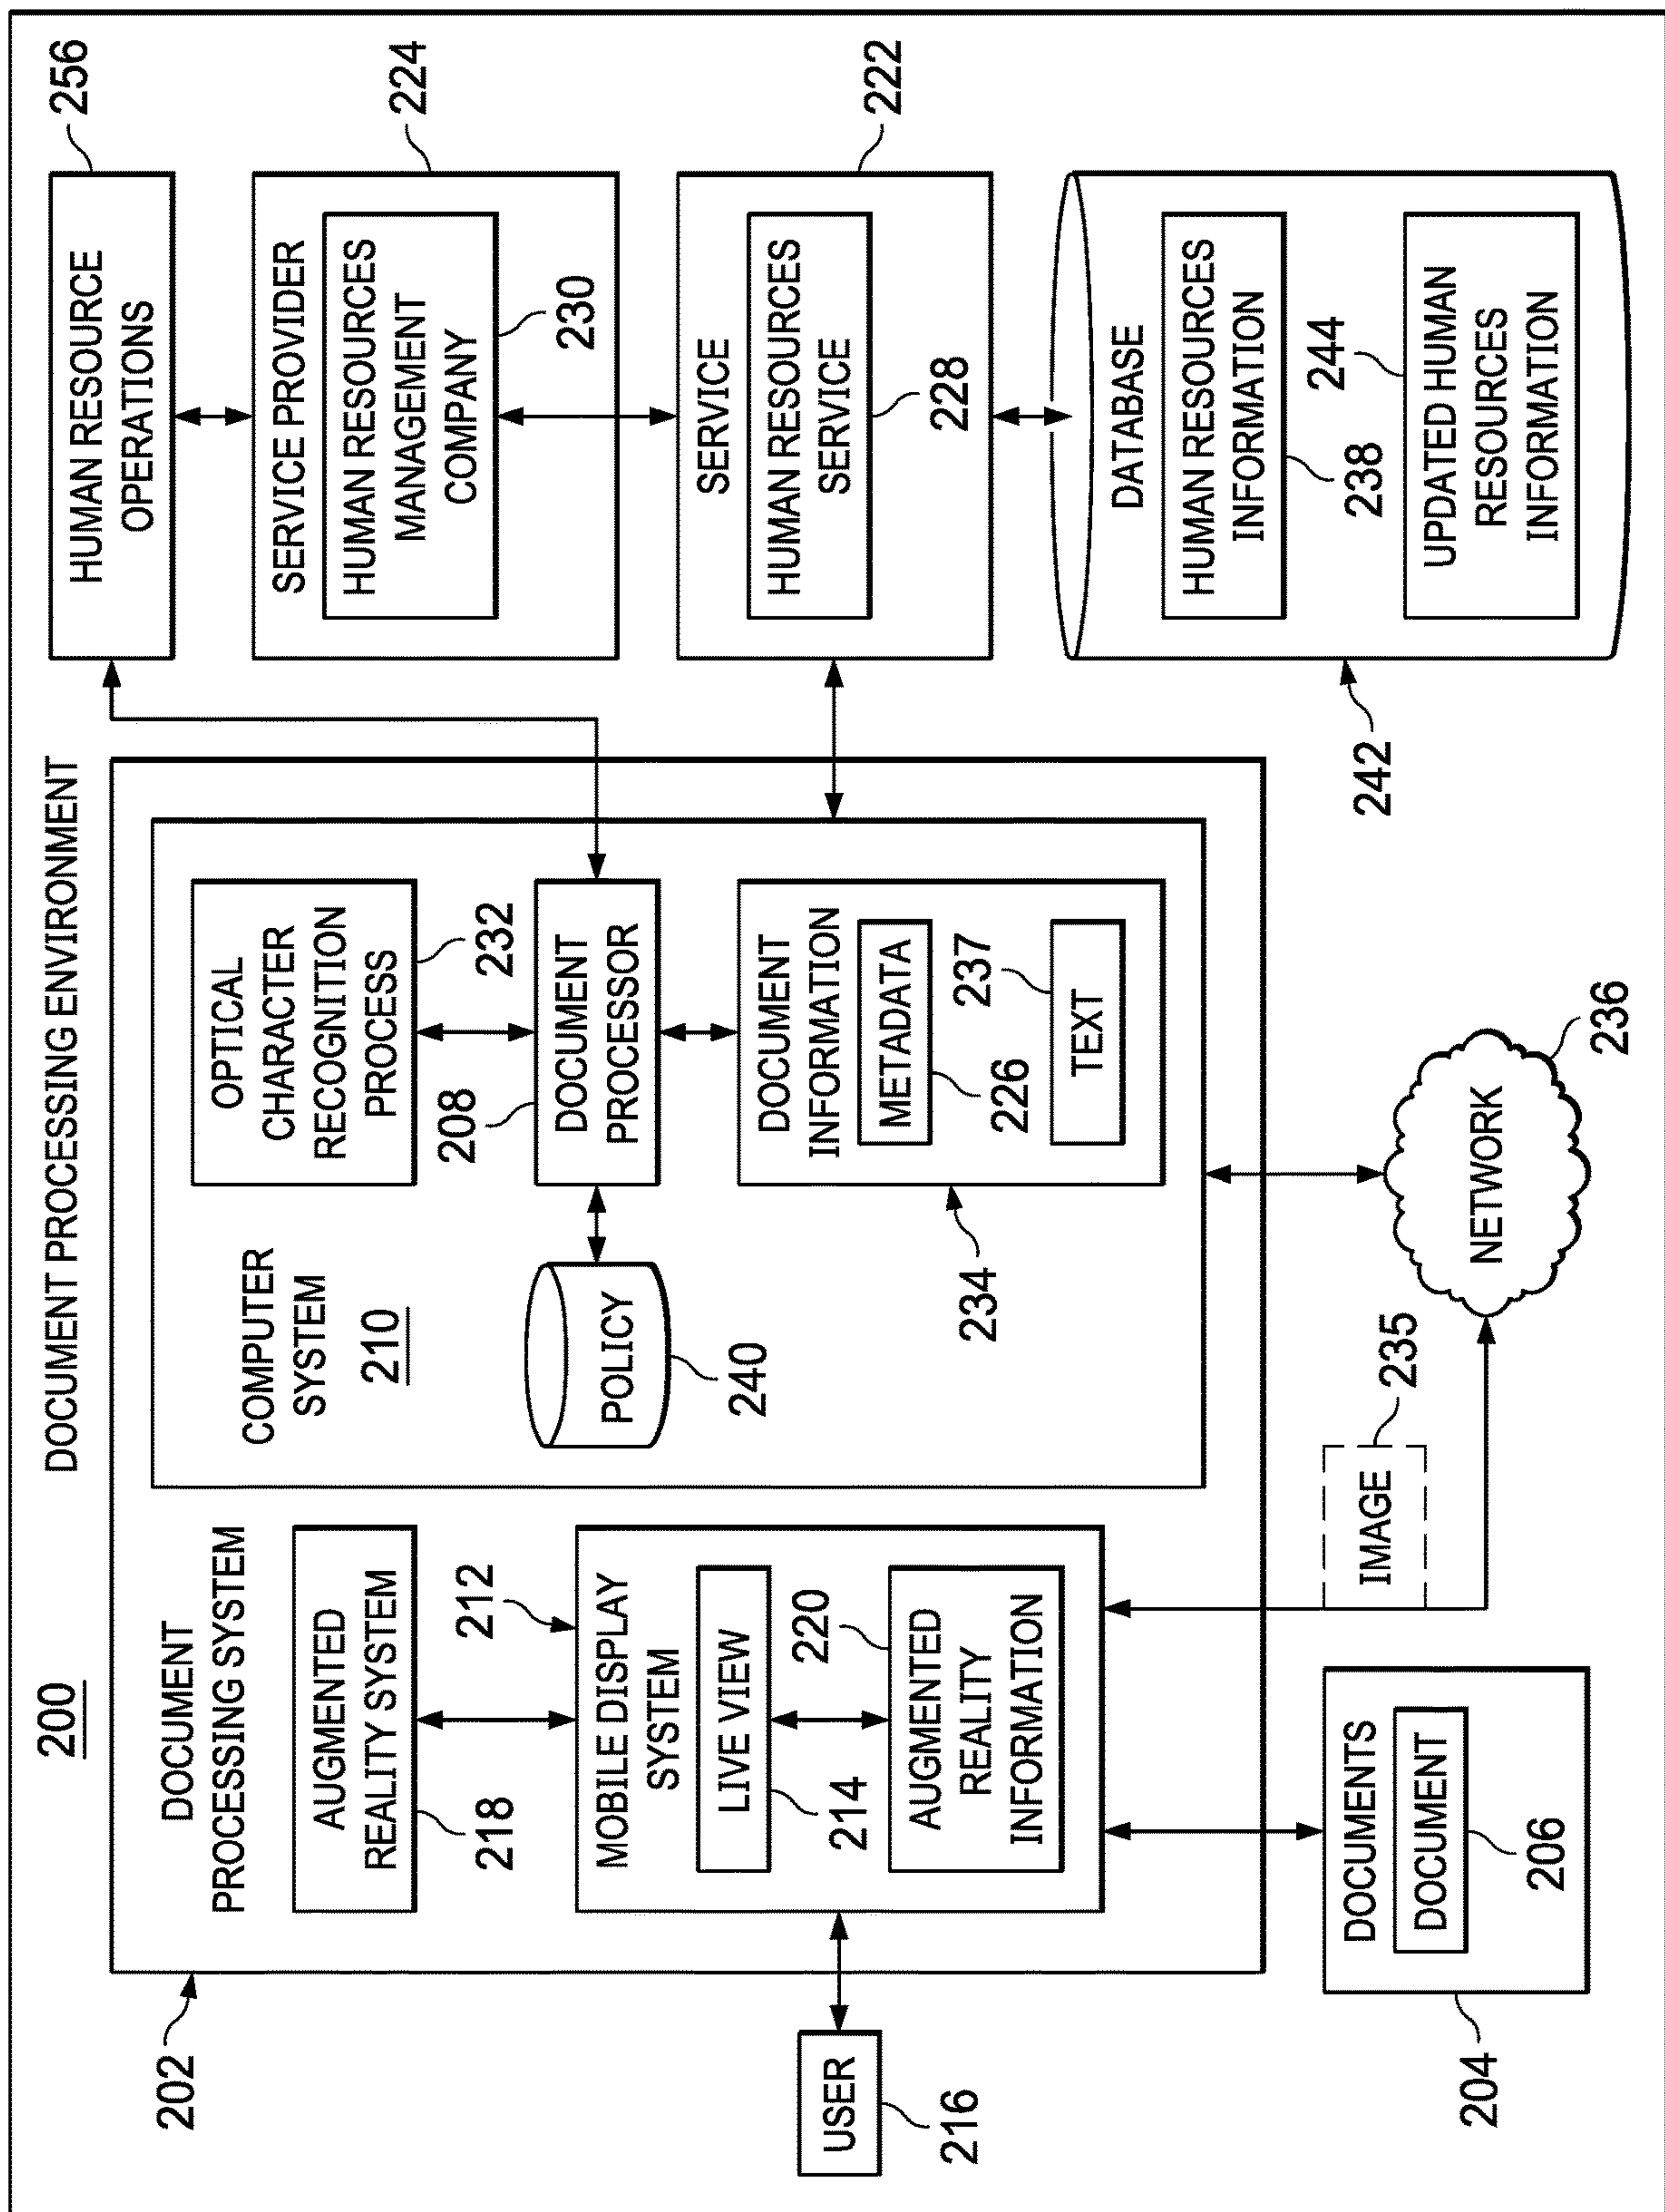 200
DOCUMENT PROCESSING ENVIRONMENT
202
DOCUMENT
PROCESSING SYSTEM
AUGMENTED
REALITY SYSTEM
218
212
MOBILE DISPLAY
SYSTEM
LIVE VIEW
214
220
AUGMENTED
REALITY
INFORMATION
USER
216
COMPUTER
SYSTEM
210
OPTICAL
CHARACTER
RECOGNITION
PROCESS
232
208
DOCUMENT
PROCESSOR
POLICY
240
DOCUMENT
INFORMATION
METADATA
226
237
TEXT
234
HUMAN RESOURCE
OPERATIONS
256
SERVICE PROVIDER
HUMAN RESOURCES
MANAGEMENT
COMPANY
230
224
SERVICE
HUMAN RESOURCES
SERVICE
228
222
DATABASE
HUMAN RESOURCES
INFORMATION
238
244
UPDATED HUMAN
RESOURCES
INFORMATION
242
DOCUMENTS
DOCUMENT
206
204
IMAGE
235
NETWORK
236